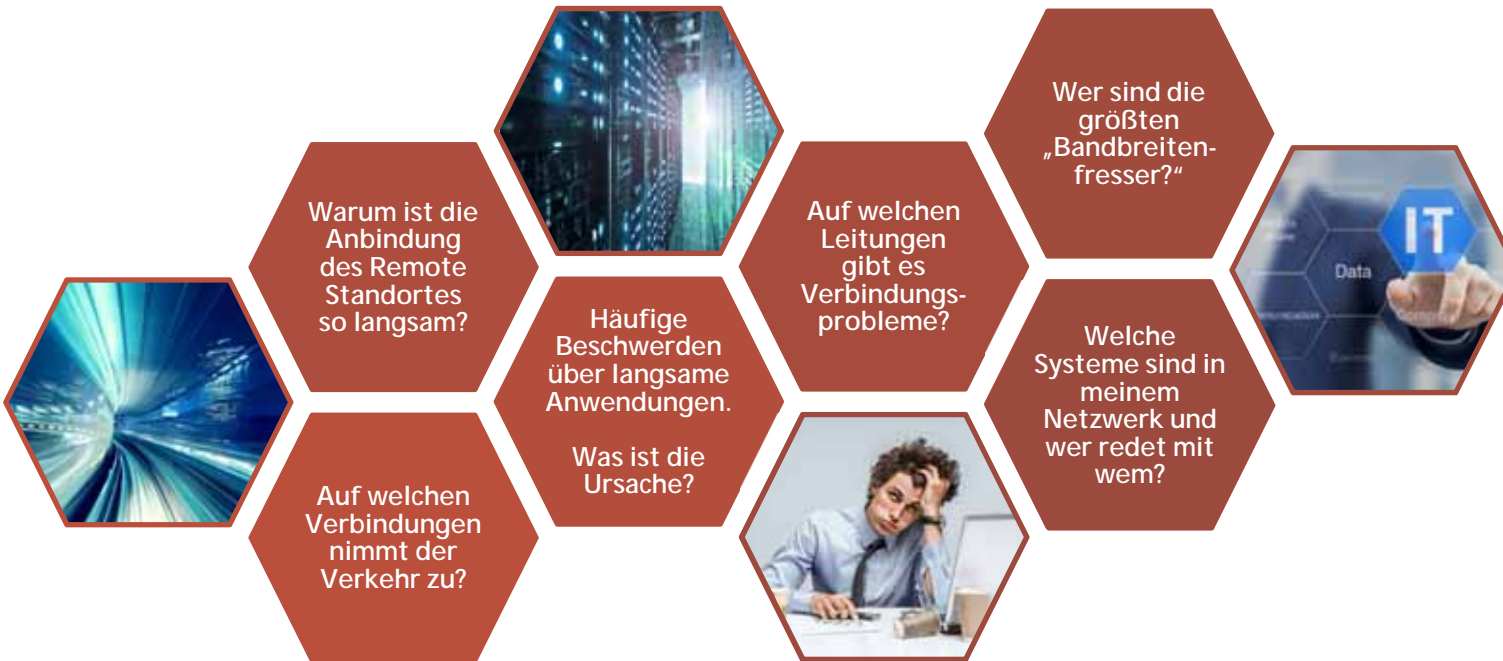 Warum ist die
Anbindung
des Remote
Standortes
so langsam?
Auf welchen
Verbindungen
nimmt der
Verkehr zu?
Häufige
Beschwerden
über langsame
Anwendungen.
Was ist die
Ursache?
Auf welchen
Leitungen
gibt es
Verbindungs-
probleme?
Wer sind die
größten
„Bandbreiten-
fresser?“
Welche
Systeme sind in
meinem
Netzwerk und
wer redet mit
wem?
IT
Data